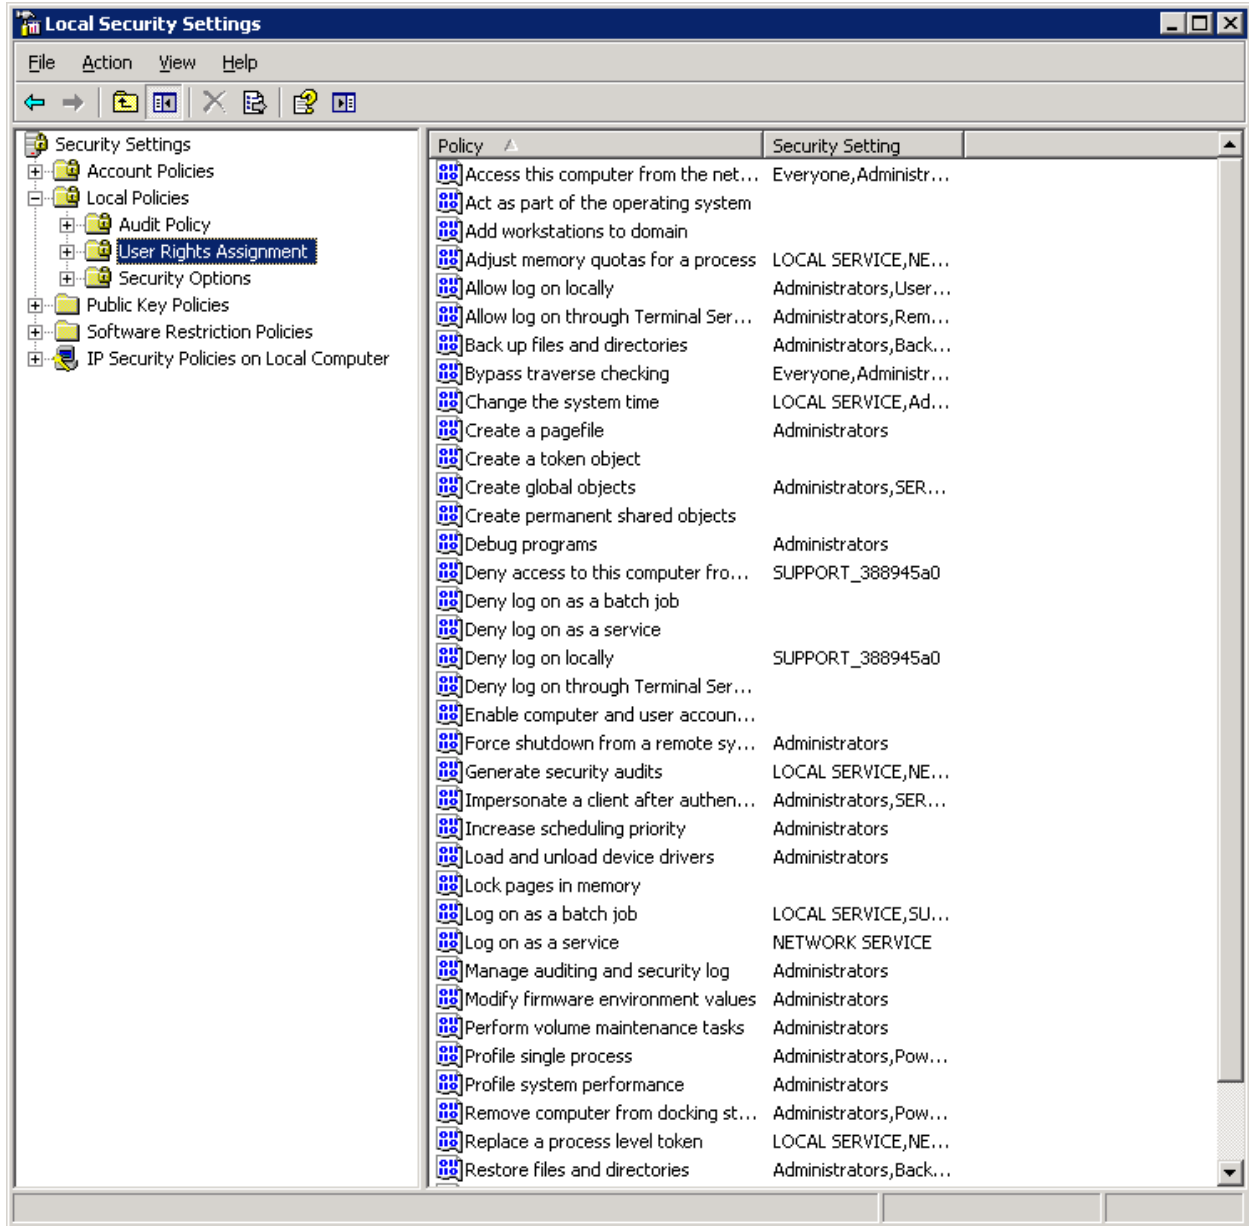 Local Security Settings
File Action View Help
Security Settings
Account Policies
Local Policies
Audit Policy
User Rights Assignment
Security Options
Public Key Policies
Software Restriction Policies
IP Security Policies on Local Computer
Policy Security Setting
Access this computer from the net... Everyone,Administr...
Act as part of the operating system
Add workstations to domain
Adjust memory quotas for a process LOCAL SERVICE,NE...
Allow log on locally Administrators,User...
Allow log on through Terminal Ser... Administrators,Rem...
Back up files and directories Administrators,Back...
Bypass traverse checking Everyone,Administr...
Change the system time LOCAL SERVICE,Ad...
Create a pagefile Administrators
Create a token object
Create global objects Administrators,SER...
Create permanent shared objects
Debug programs Administrators
Deny access to this computer fro... SUPPORT_388945a0
Deny log on as a batch job
Deny log on as a service
Deny log on locally SUPPORT_388945a0
Deny log on through Terminal Ser...
Enable computer and user accoun...
Force shutdown from a remote sy... Administrators
Generate security audits LOCAL SERVICE,NE...
Impersonate a client after authen... Administrators,SER...
Increase scheduling priority Administrators
Load and unload device drivers Administrators
Lock pages in memory
Log on as a batch job LOCAL SERVICE,SU...
Log on as a service NETWORK SERVICE
Manage auditing and security log Administrators
Modify firmware environment values Administrators
Perform volume maintenance tasks Administrators
Profile single process Administrators,Pow...
Profile system performance Administrators
Remove computer from docking st... Administrators,Pow...
Replace a process level token LOCAL SERVICE,NE...
Restore files and directories Administrators,Back...